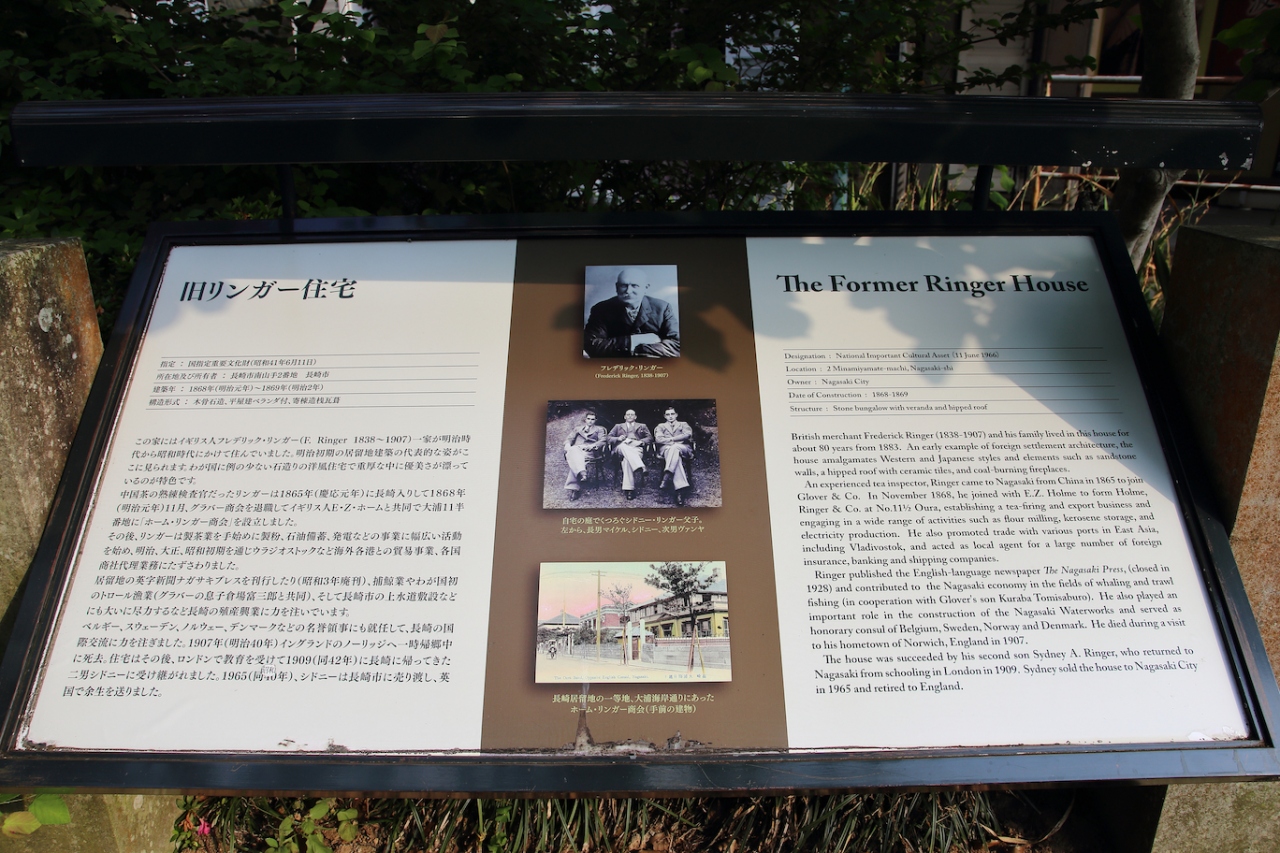 旧リンガー住宅
指定 : 国指定重要文化財(昭和41年6月11日)
所在地及び所有者 : 長崎市南山手2番地 長崎市
建築年 : 1868年(明治元年)~1869年(明治2年)
構造形式 : 木骨石造、平屋建ベランダ付、寄棟造桟瓦葺
この家にはイギリス人フレデリック・リンガー(F. Ringer 1838~1907)一家が明治時
代から昭和時代にかけて住んでいました。明治初期の居留地建築の代表的な姿がこ
こに見られます。わが国に例の少ない石造りの洋風住宅で重厚な中に優美さが漂って
いるのが特色です。
中国茶の熟練検査官だったリンガーは1865年(慶応元年)に長崎入りして1868年
(明治元年)11月、グラバー商会を退職してイギリス人E・Z・ホームと共同で大浦11半
番地に「ホーム・リンガー商会」を設立しました。
その後、リンガーは製茶業を手始めに製粉、石油備蓄、発電などの事業に幅広い活動
を始め、明治、大正、昭和初期を通じウラジオストックなど海外各港との貿易事業、各国
商社代理業務にたずさわりました。
居留地の英字新聞ナガサキプレスを刊行したり(昭和3年廃刊)、捕鯨業やわが国初
のトロール漁業(グラバーの息子倉場富三郎と共同)、そして長崎市の上水道敷設など
にも大いに尽力するなど長崎の殖産興業に力を注いでいます。
ベルギー、スウェーデン、ノルウェー、デンマークなどの名誉領事にも就任して、長崎の国
際交流に力を注ぎました。1907年(明治40年)イングランドのノーリッジへ一時帰郷中
に死去。住宅はその後、ロンドンで教育を受けて1909(同42年)に長崎に帰ってきた
二男シドニーに受け継がれました。1965(同40年)、シドニーは長崎市に売り渡し、英
国で余生を送りました。
フレデリック・リンガー
(Frederick Ringer, 1838-1907)
自宅の庭でくつろぐシドニー・リンガー父子。
左から、長男マイケル、シドニー、次男ヴァンヤ
長崎居留地の一等地、大浦海岸通りにあった
ホーム・リンガー商会(手前の建物)
The Former Ringer House
Designation : National Important Cultural Asset (11 June 1966)
Location : 2 Minamiyamate-machi, Nagasaki-shi
Owner : Nagasaki City
Date of Construction : 1868-1869
Structure : Stone bungalow with veranda and hipped roof
British merchant Frederick Ringer (1838-1907) and his family lived in this house for
about 80 years from 1883. An early example of foreign settlement architecture, the
house amalgamates Western and Japanese styles and elements such as sandstone
walls, a hipped roof with ceramic tiles, and coal-burning fireplaces.
An experienced tea inspector, Ringer came to Nagasaki from China in 1865 to join
Glover & Co. In November 1868, he joined with E.Z. Holme to form Holme,
Ringer & Co. at No.11½ Oura, establishing a tea-firing and export business and
engaging in a wide range of activities such as flour milling, kerosene storage, and
electricity production. He also promoted trade with various ports in East Asia,
including Vladivostok, and acted as local agent for a large number of foreign
insurance, banking and shipping companies.
Ringer published the English-language newspaper The Nagasaki Press, (closed in
1928) and contributed to the Nagasaki economy in the fields of whaling and trawl
fishing (in cooperation with Glover's son Kuraba Tomisaburo). He also played an
important role in the construction of the Nagasaki Waterworks and served as
honorary consul of Belgium, Sweden, Norway and Denmark. He died during a visit
to his hometown of Norwich, England in 1907.
The house was succeeded by his second son Sydney A. Ringer, who returned to
Nagasaki from schooling in London in 1909. Sydney sold the house to Nagasaki City
in 1965 and retired to England.